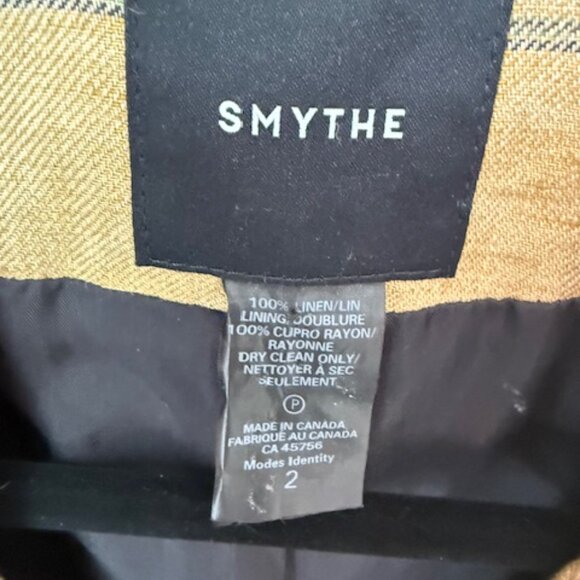 SMYTHE
100% LINEN/LIN
LINING/DOUBLURE
100% CUPRO RAYON/
RAYONNE
DRY CLEAN ONLY/
NETTOYER À SEC
SEULEMENT
P
MADE IN CANADA
FABRIQUÉ AU CANADA
CA 45756
Modes Identity
2